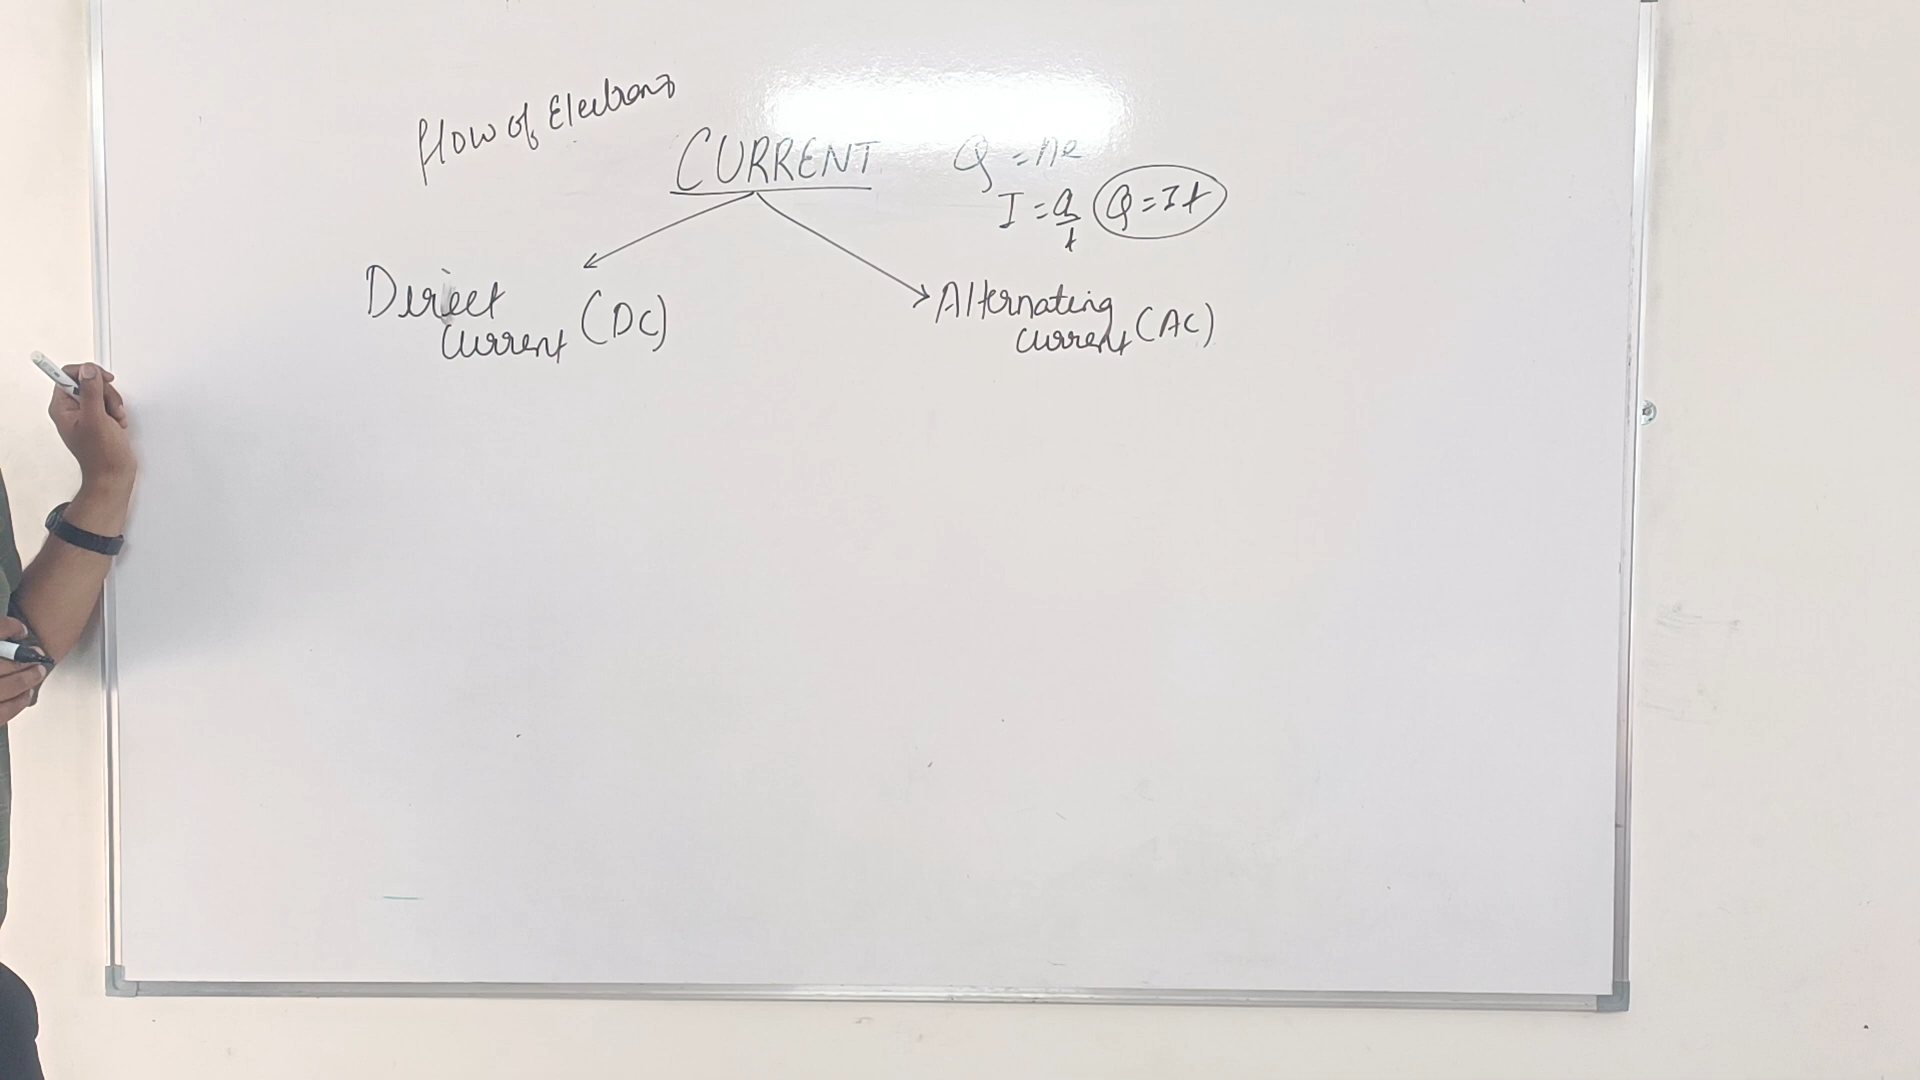 flow of Electrons
CURRENT
Q = ne
I = Q/t Q = It
Direct
Current (DC)
Alternating
Current (AC)